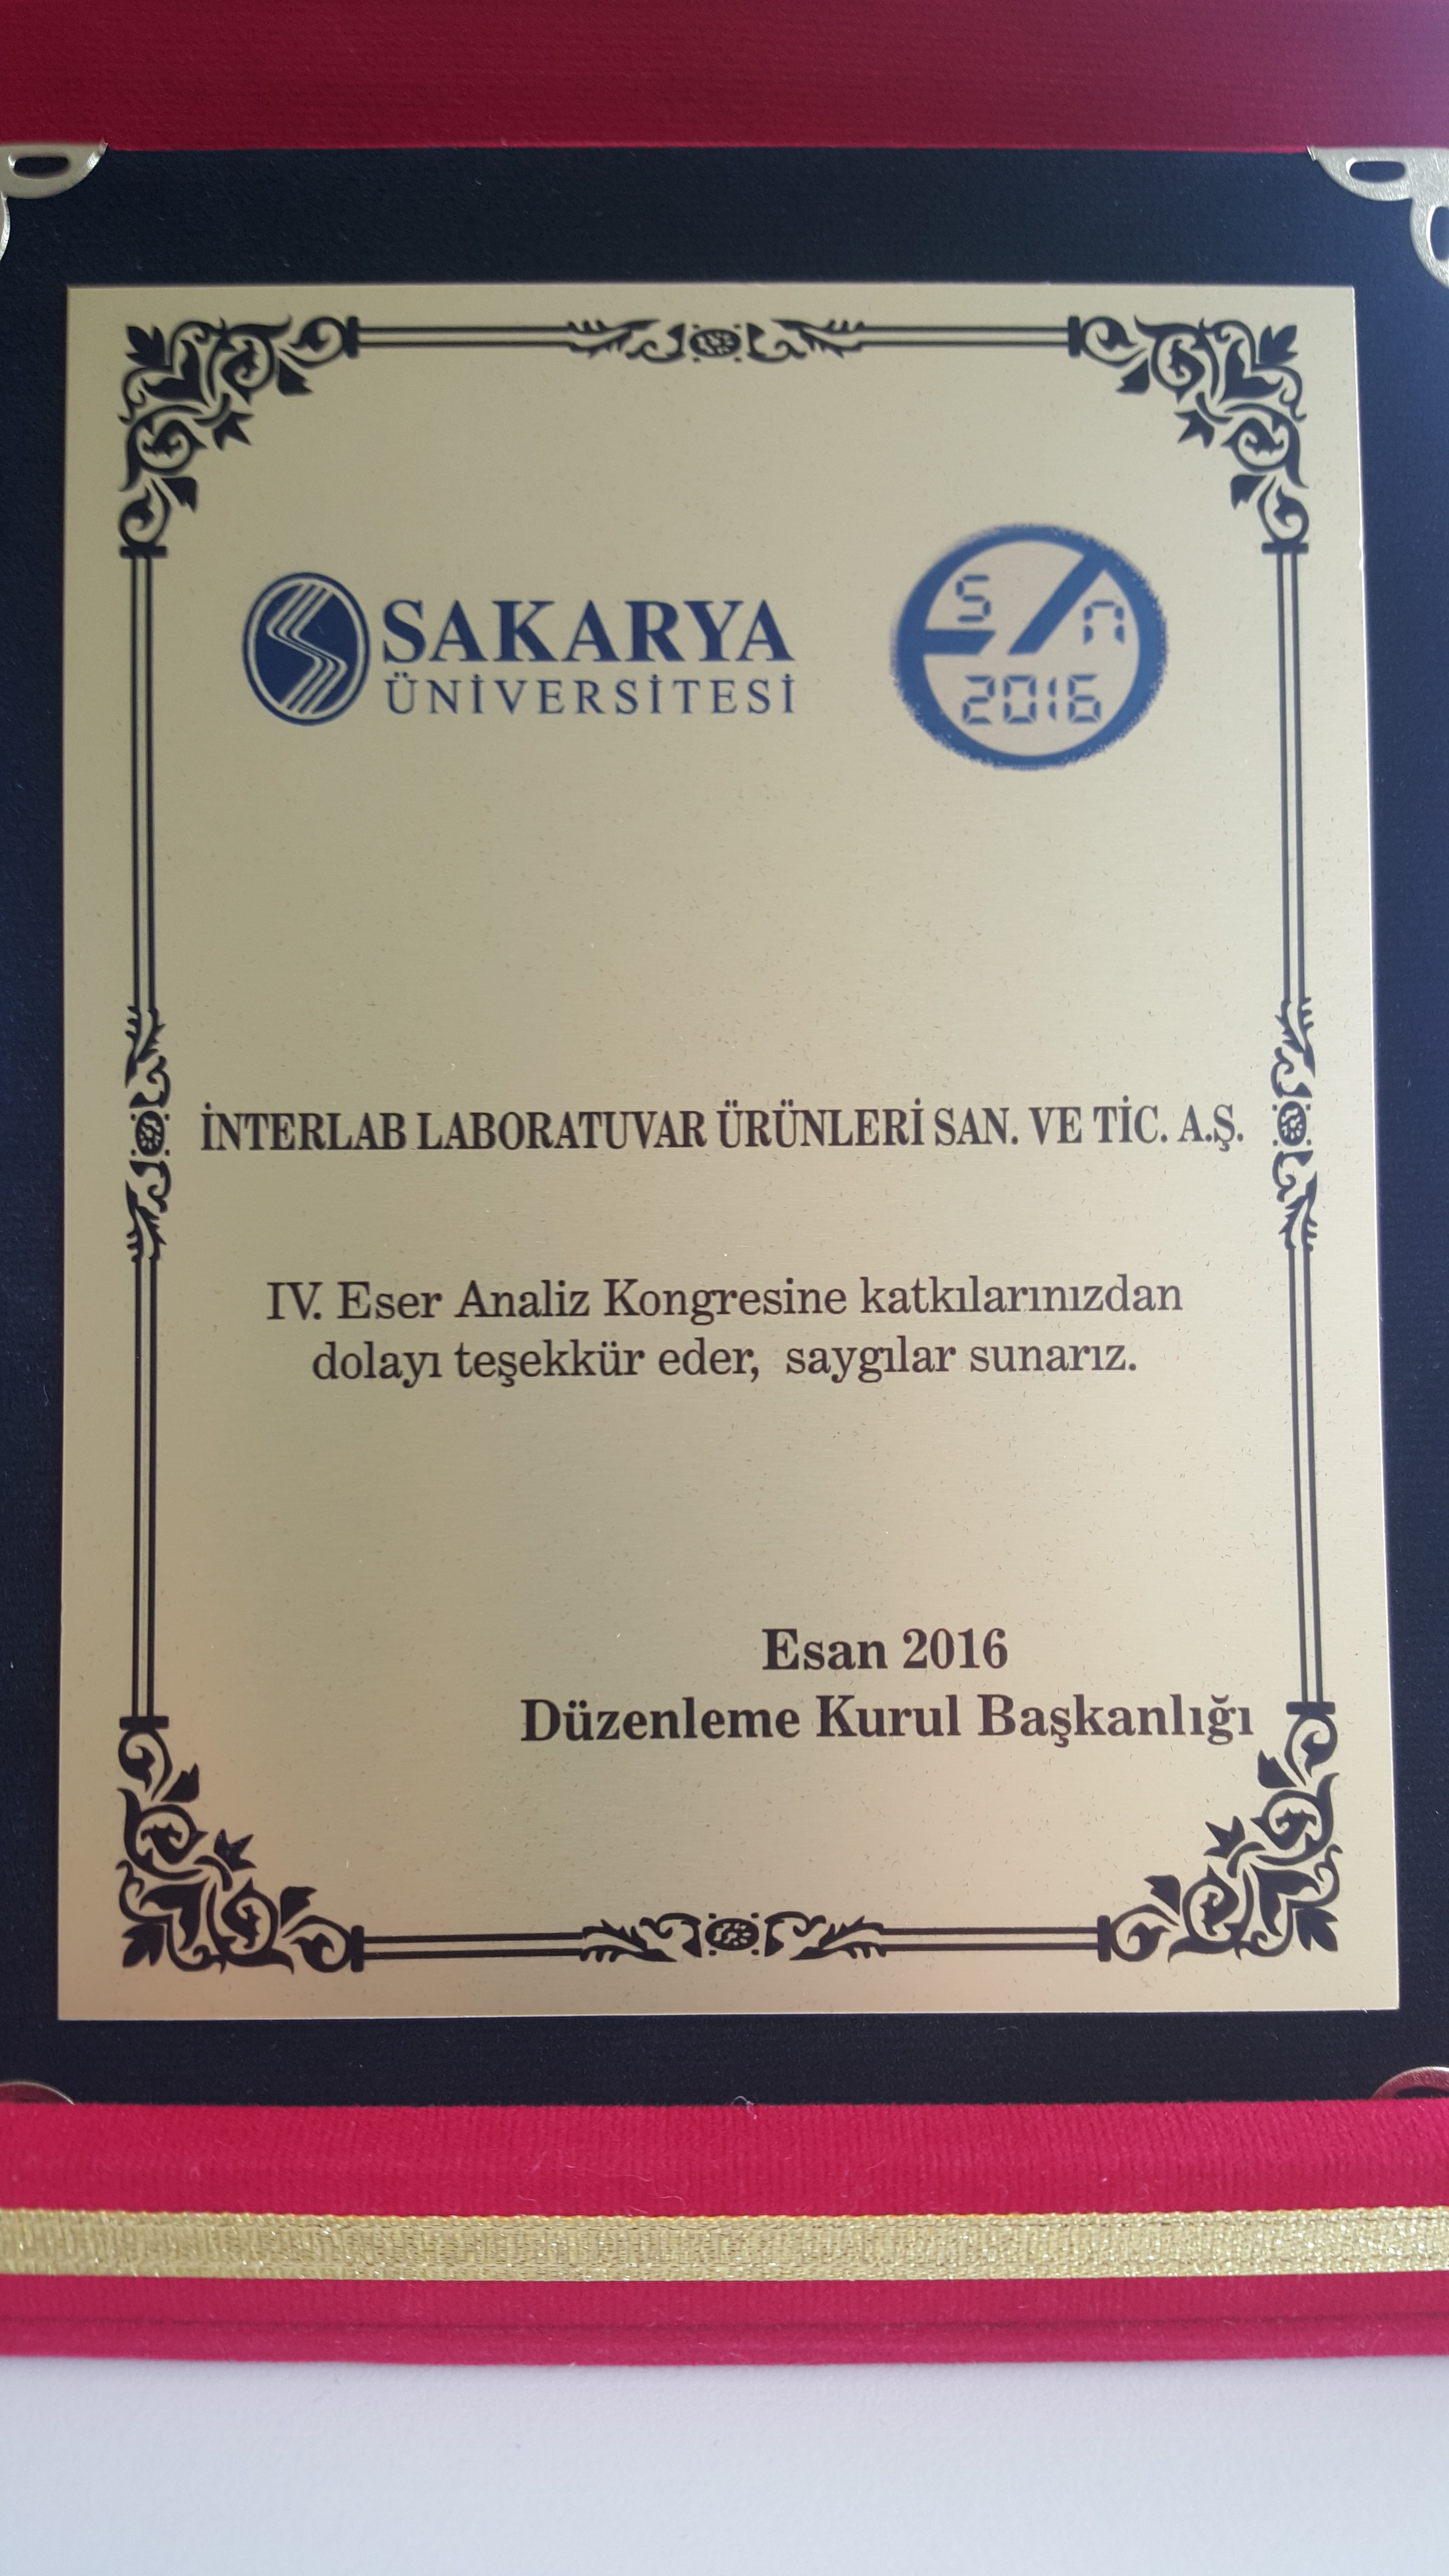 SAKARYA
ÜNİVERSİTESİ
S A
2016
İNTERLAB LABORATUVAR ÜRÜNLERİ SAN. VE TİC. A.Ş.
IV. Eser Analiz Kongresine katkılarınızdan
dolayı teşekkür eder, saygılar sunarız.
Esan 2016
Düzenleme Kurul Başkanlığı